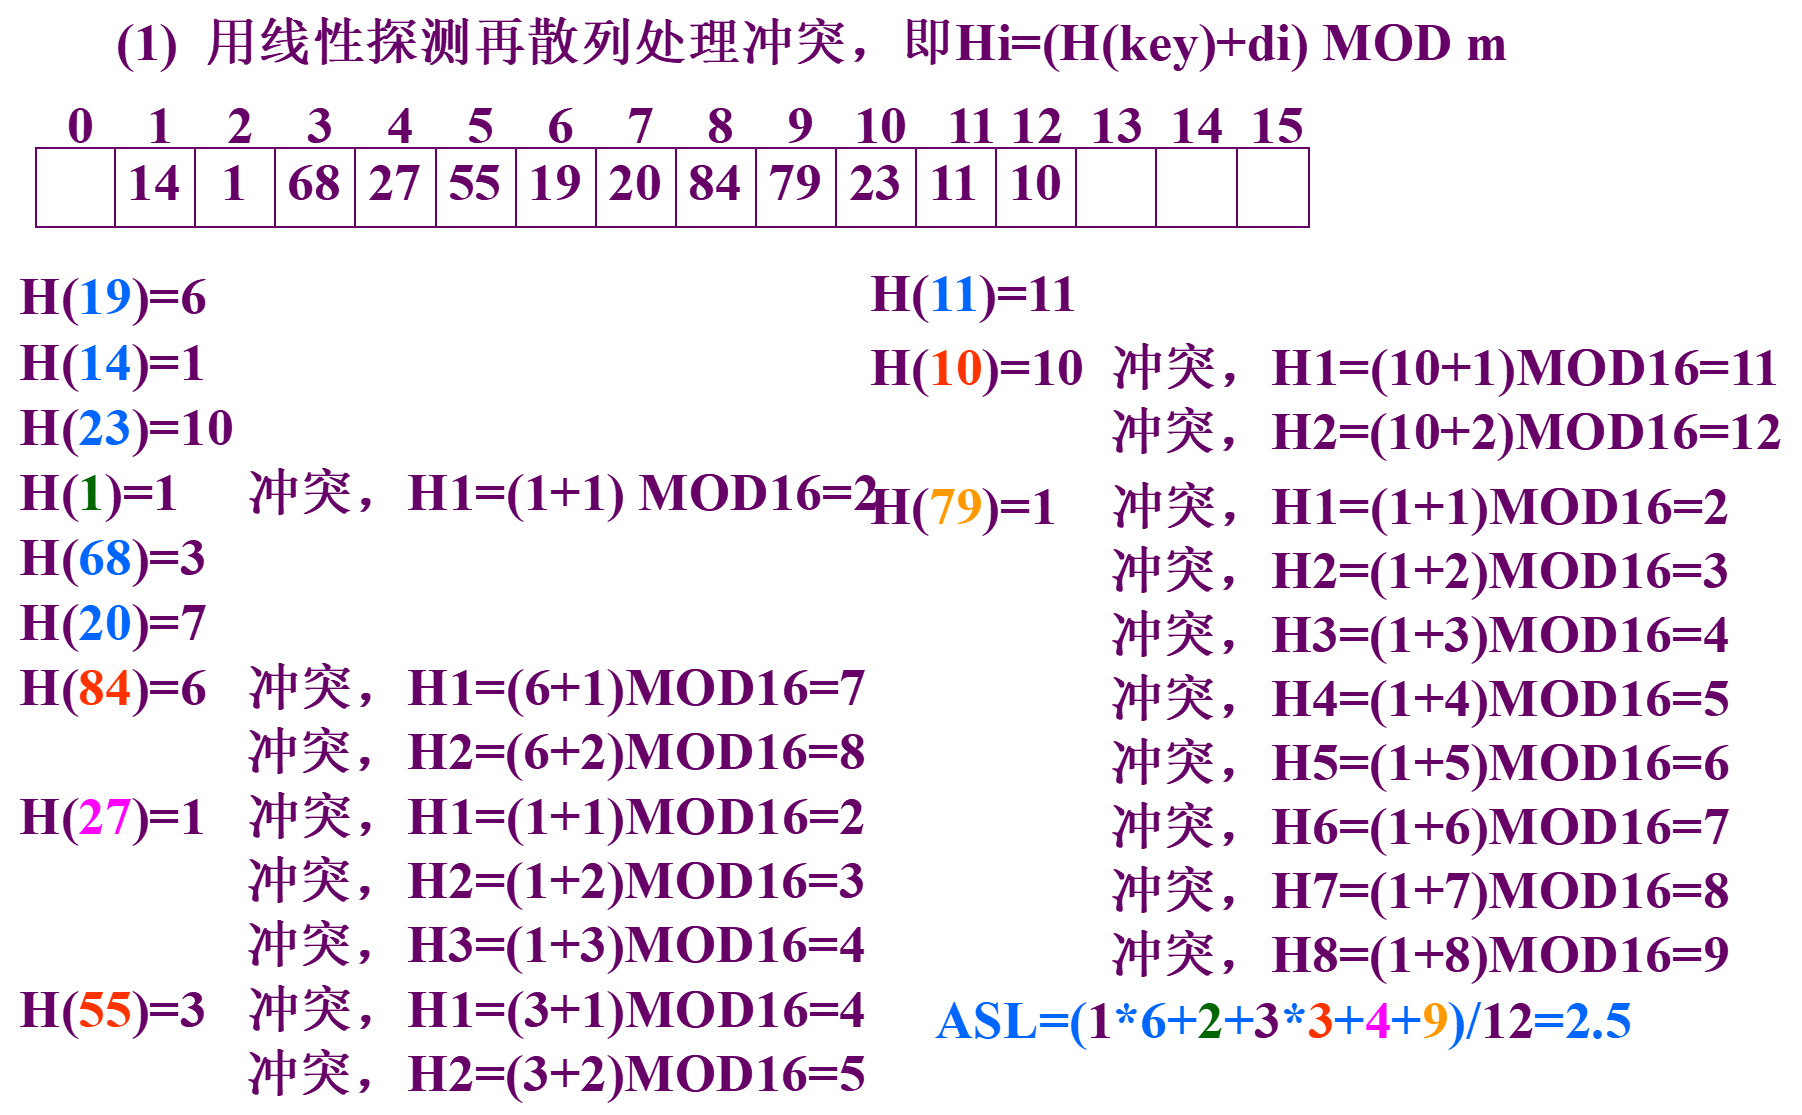 (1) 用线性探测再散列处理冲突，即Hi=(H(key)+di) MOD m
0 1 2 3 4 5 6 7 8 9 10 11 12 13 14 15
14 1 68 27 55 19 20 84 79 23 11 10
H(19)=6
H(14)=1
H(23)=10
H(1)=1 冲突，H1=(1+1) MOD16=2
H(68)=3
H(20)=7
H(84)=6 冲突，H1=(6+1)MOD16=7
冲突，H2=(6+2)MOD16=8
H(27)=1 冲突，H1=(1+1)MOD16=2
冲突，H2=(1+2)MOD16=3
冲突，H3=(1+3)MOD16=4
H(55)=3 冲突，H1=(3+1)MOD16=4
冲突，H2=(3+2)MOD16=5
H(11)=11
H(10)=10 冲突，H1=(10+1)MOD16=11
冲突，H2=(10+2)MOD16=12
H(79)=1 冲突，H1=(1+1)MOD16=2
冲突，H2=(1+2)MOD16=3
冲突，H3=(1+3)MOD16=4
冲突，H4=(1+4)MOD16=5
冲突，H5=(1+5)MOD16=6
冲突，H6=(1+6)MOD16=7
冲突，H7=(1+7)MOD16=8
冲突，H8=(1+8)MOD16=9
ASL=(1*6+2+3*3+4+9)/12=2.5